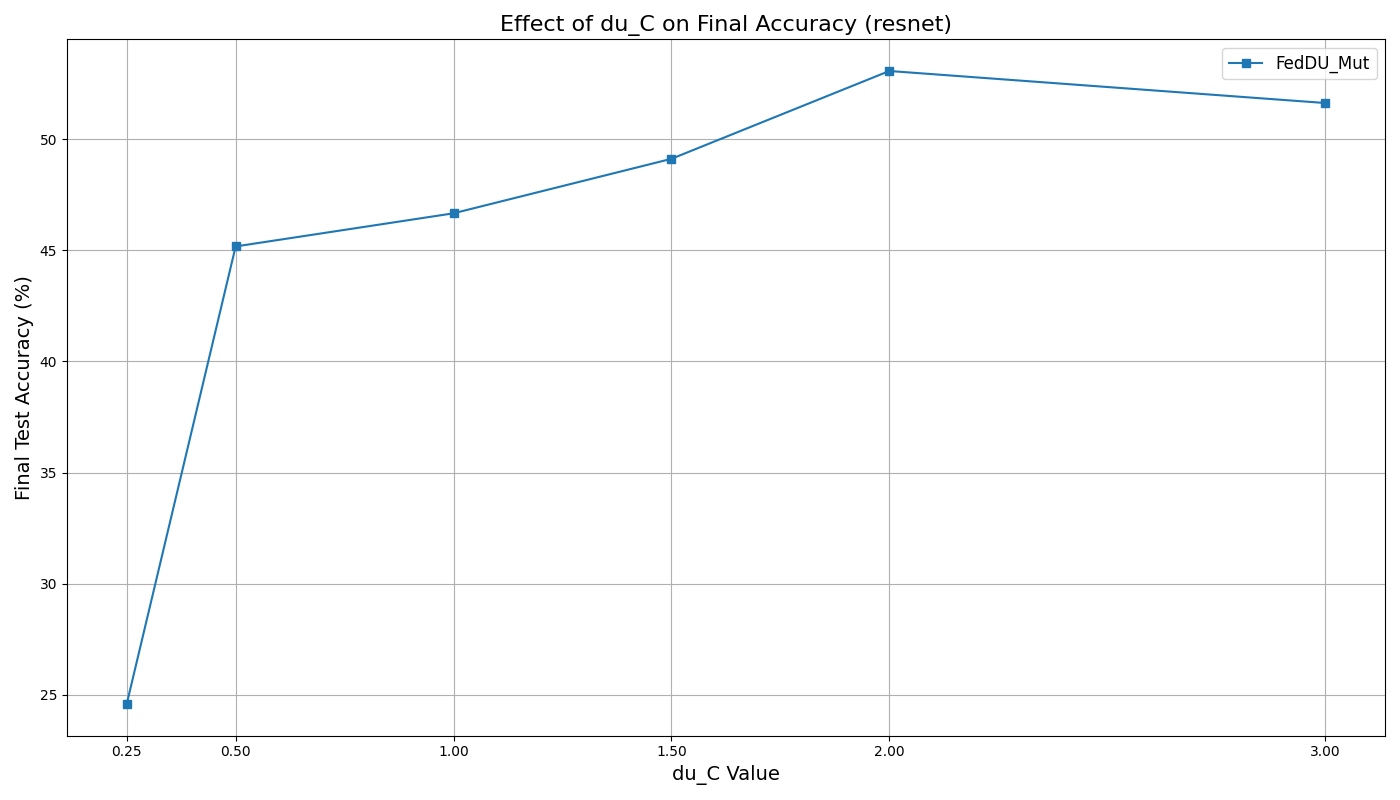 Effect of du_C on Final Accuracy (resnet)
FedDU_Mut
Final Test Accuracy (%)
50
45
40
35
30
25
0.25 0.50 1.00 1.50 2.00 3.00
du_C Value